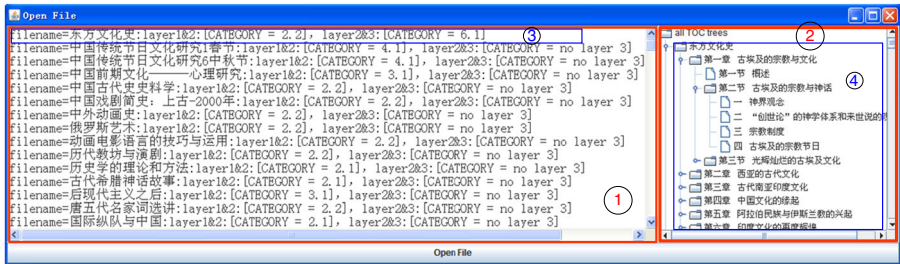 Open File
filename=东方文化史:layer1&2:[CATEGORY = 2.2], layer2&3:[CATEGORY = 6.1]
filename=中国传统节日文化研究1春节:layer1&2:[CATEGORY = 4.1], layer2&3:[CATEGORY = no layer 3]
filename=中国传统节日文化研究6中秋节:layer1&2:[CATEGORY = 4.1], layer2&3:[CATEGORY = no
filename=中国前期文化——心理研究:layer1&2:[CATEGORY = 3.1], layer2&3:[CATEGORY = no layer 3]
filename=中国古代史史料学:layer1&2:[CATEGORY = 2.2], layer2&3:[CATEGORY = no layer 3]
filename=中国戏剧简史: 上古-2000年:layer1&2:[CATEGORY = 2.2], layer2&3:[CATEGORY = no layer 3]
filename=中外动画史:layer1&2:[CATEGORY = 2.2], layer2&3:[CATEGORY = no layer 3]
filename=俄罗斯艺术:layer1&2:[CATEGORY = 2.2], layer2&3:[CATEGORY = no layer 3]
filename=动画电影语言的技巧与运用:layer1&2:[CATEGORY = 2.2], layer2&3:[CATEGORY = no layer 3]
filename=历代教坊与演剧:layer1&2:[CATEGORY = 2.2], layer2&3:[CATEGORY = no layer 3]
filename=历史学的理论和方法:layer1&2:[CATEGORY = 2.1], layer2&3:[CATEGORY = no layer 3]
filename=古代希腊神话故事:layer1&2:[CATEGORY = 2.1], layer2&3:[CATEGORY = no layer 3]
filename=后现代主义之后:layer1&2:[CATEGORY = 3.1], layer2&3:[CATEGORY = no layer 3]
filename=唐五代名家词选讲:layer1&2:[CATEGORY = 2.2], layer2&3:[CATEGORY = no layer 3]
filename=国际纵队与中国:layer1&2:[CATEGORY = 2.1], layer2&3:[CATEGORY = no layer 3]
3
1
all TOC trees
2
东方文化史
第一章 古埃及的宗教与文化
第一节 概述
4
第二节 古埃及的宗教与神话
一 神界观念
二 “创世论”的神学体系和来世说的
三 宗教制度
四 古埃及的宗教节日
第三节 光辉灿烂的古埃及文化
第二章 西亚的古代文化
第三章 古代南亚印度文化
第四章 中国文化的缘起
第五章 阿拉伯民族与伊斯兰教的兴起
第六章 印度文化的再度辉煌
Open File